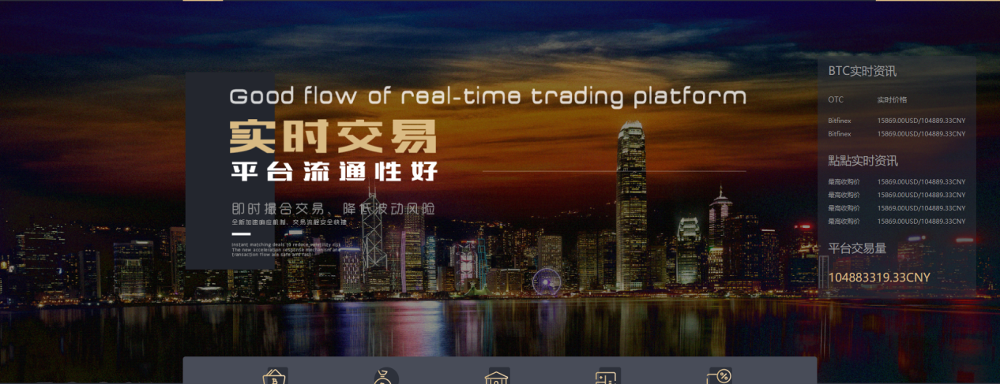 Good flow of real-time trading platform
实时交易
平台流通性好
即时撮合交易、降低波动风险
全新加速响应机制，交易流程安全快捷
Instant matching deals to reduce volatility risk
The new acceleration response mechanism and
transaction flow are safe and fast
BTC实时资讯
OTC 实时价格
Bitfinex 15869.00USD/104889.33CNY
Bitfinex 15869.00USD/104889.33CNY
點點实时资讯
最高收购价 15869.00USD/104889.33CNY
最高收购价 15869.00USD/104889.33CNY
最高收购价 15869.00USD/104889.33CNY
最高收购价 15869.00USD/104889.33CNY
平台交易量
104883319.33CNY